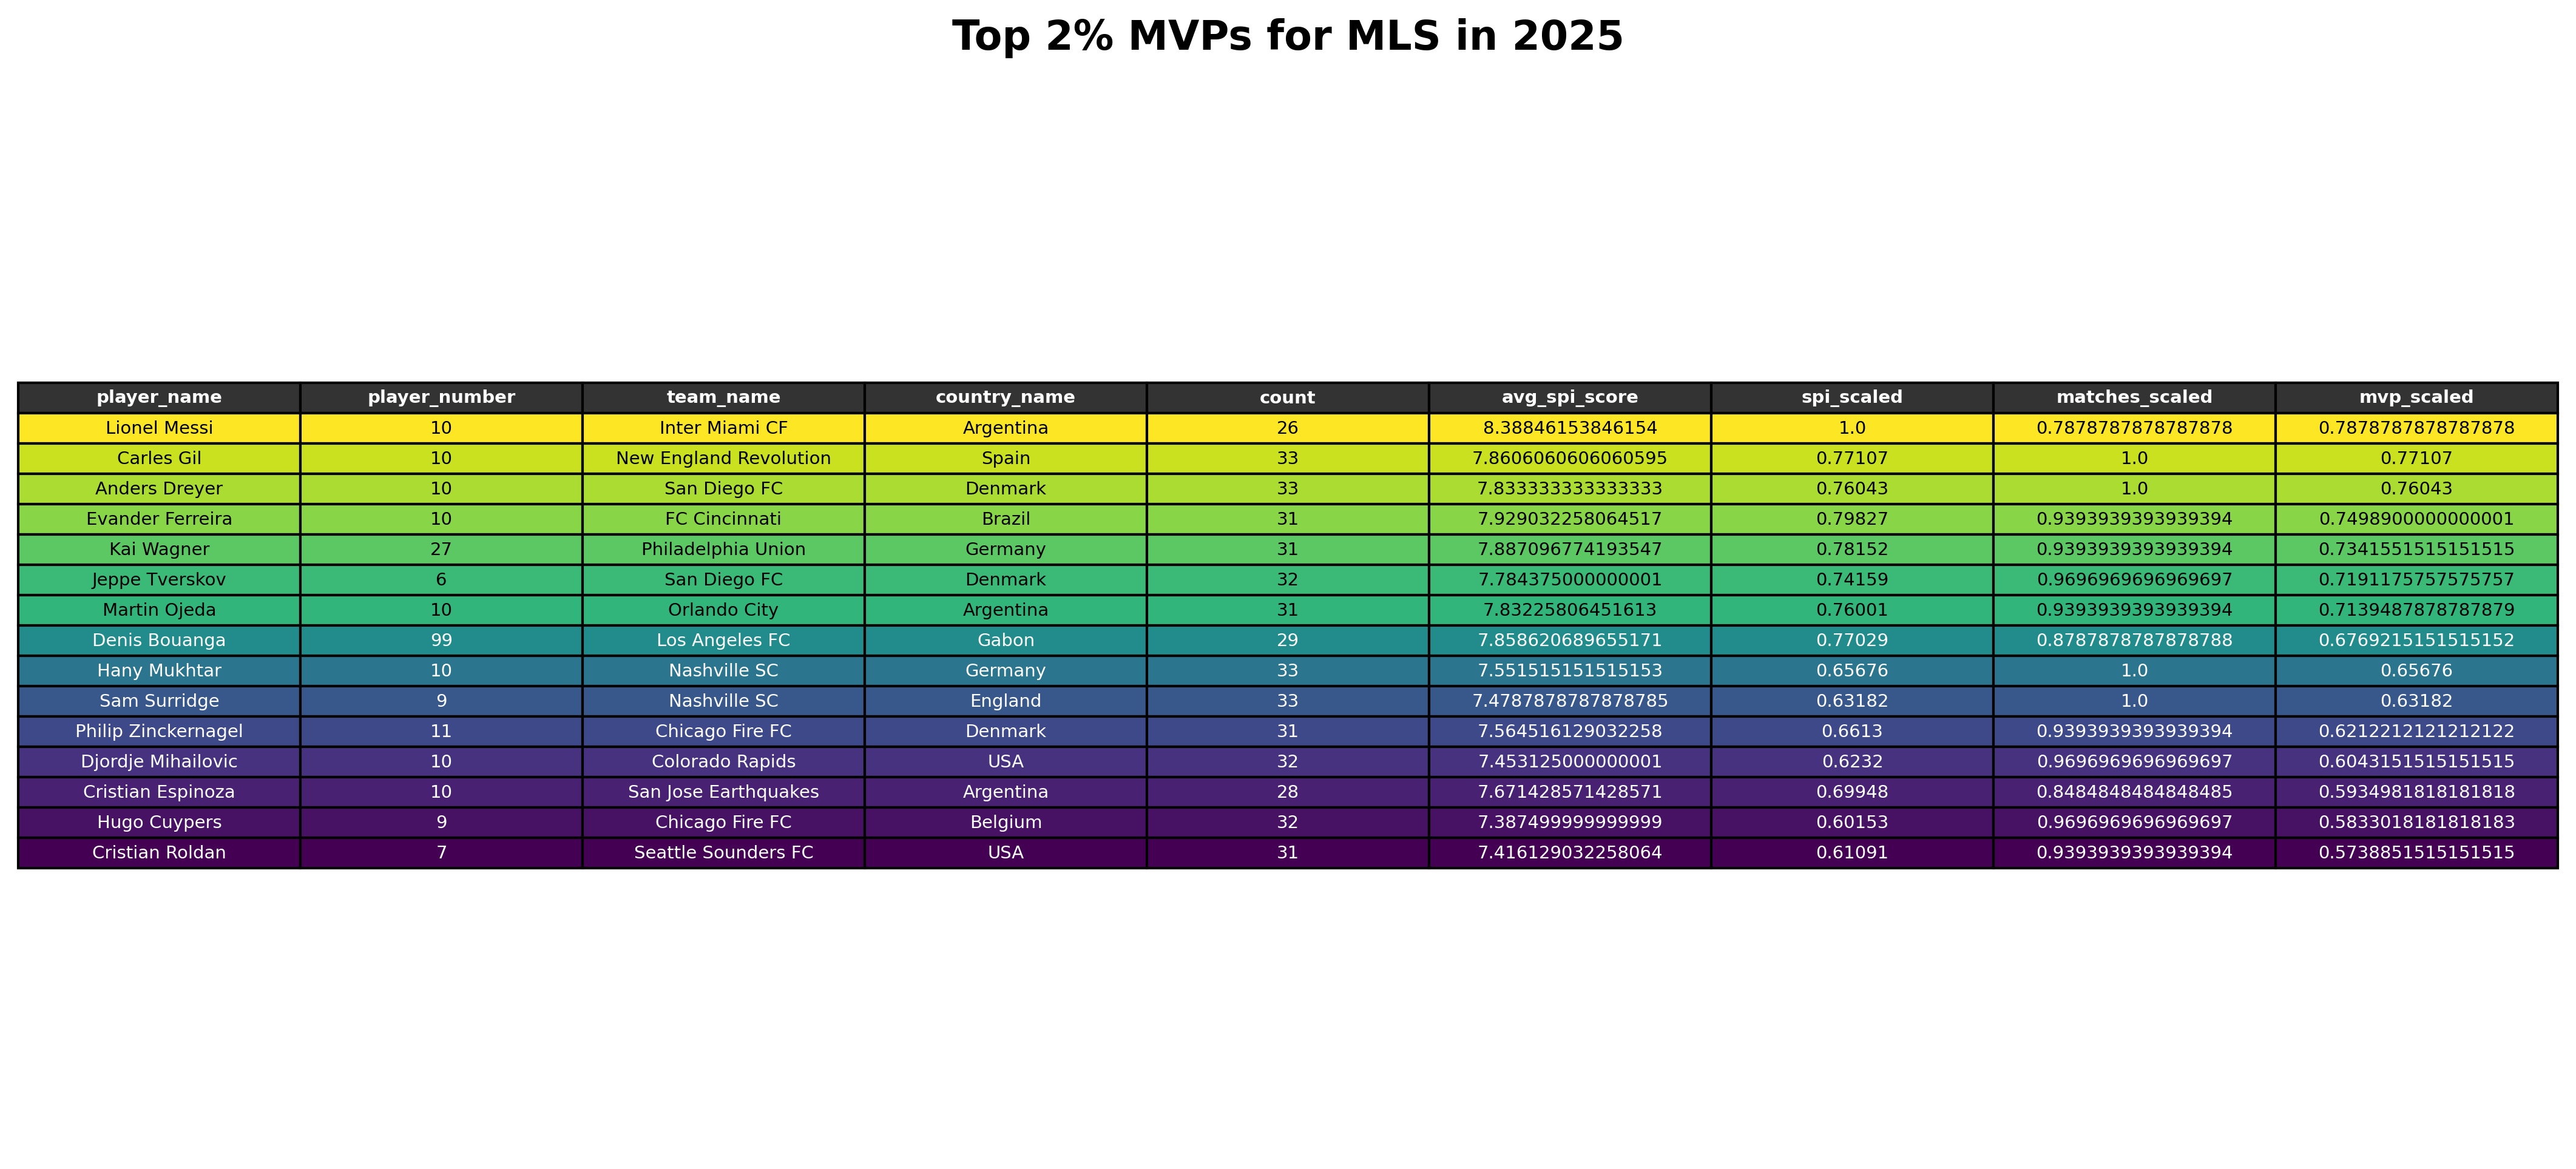 Top 2% MVPs for MLS in 2025
player_name player_number team_name country_name count avg_spi_score spi_scaled matches_scaled mvp_scaled
Lionel Messi 10 Inter Miami CF Argentina 26 8.38846153846154 1.0 0.7878787878787878 0.7878787878787878
Carles Gil 10 New England Revolution Spain 33 7.8606060606060595 0.77107 1.0 0.77107
Anders Dreyer 10 San Diego FC Denmark 33 7.833333333333333 0.76043 1.0 0.76043
Evander Ferreira 10 FC Cincinnati Brazil 31 7.929032258064517 0.79827 0.9393939393939394 0.7498900000000001
Kai Wagner 27 Philadelphia Union Germany 31 7.887096774193547 0.78152 0.9393939393939394 0.7341551515151515
Jeppe Tverskov 6 San Diego FC Denmark 32 7.784375000000001 0.74159 0.9696969696969697 0.7191175757575757
Martin Ojeda 10 Orlando City Argentina 31 7.83225806451613 0.76001 0.9393939393939394 0.7139487878787879
Denis Bouanga 99 Los Angeles FC Gabon 29 7.858620689655171 0.77029 0.8787878787878788 0.6769215151515152
Hany Mukhtar 10 Nashville SC Germany 33 7.551515151515153 0.65676 1.0 0.65676
Sam Surridge 9 Nashville SC England 33 7.4787878787878785 0.63182 1.0 0.63182
Philip Zinckernagel 11 Chicago Fire FC Denmark 31 7.564516129032258 0.6613 0.9393939393939394 0.6212212121212122
Djordje Mihailovic 10 Colorado Rapids USA 32 7.453125000000001 0.6232 0.9696969696969697 0.6043151515151515
Cristian Espinoza 10 San Jose Earthquakes Argentina 28 7.671428571428571 0.69948 0.8484848484848485 0.5934981818181818
Hugo Cuypers 9 Chicago Fire FC Belgium 32 7.387499999999999 0.60153 0.9696969696969697 0.5833018181818183
Cristian Roldan 7 Seattle Sounders FC USA 31 7.416129032258064 0.61091 0.9393939393939394 0.5738851515151515